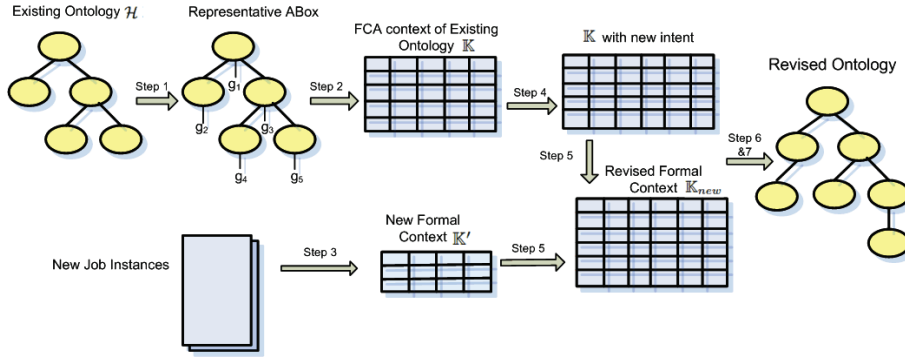 Existing Ontology ℋ
Representative ABox
FCA context of Existing
Ontology 𝕂
𝕂 with new intent
Revised Ontology
Step 1
g1
Step 2
Step 4
g2
g3
g4
g5
Step 5
Step 6
&7
Revised Formal
Context 𝕂new
New Formal
Context 𝕂′
New Job Instances
Step 3
Step 5